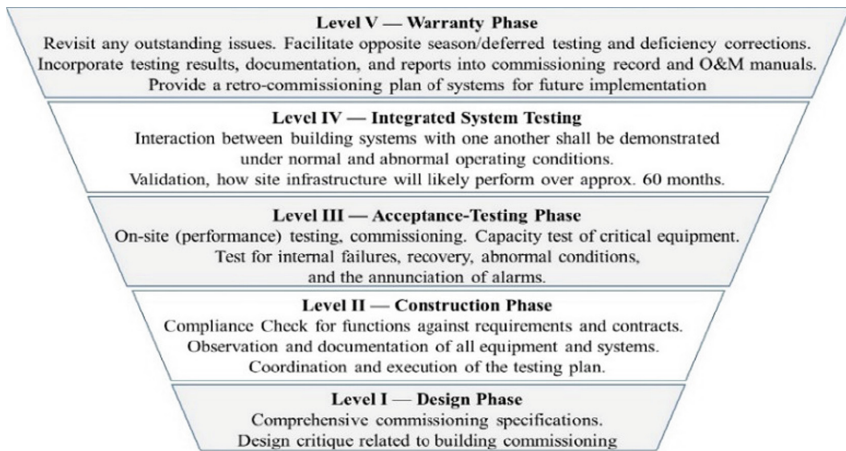 Level V — Warranty Phase
Revisit any outstanding issues. Facilitate opposite season/deferred testing and deficiency corrections.
Incorporate testing results, documentation, and reports into commissioning record and O&M manuals.
Provide a retro-commissioning plan of systems for future implementation
Level IV — Integrated System Testing
Interaction between building systems with one another shall be demonstrated
under normal and abnormal operating conditions.
Validation, how site infrastructure will likely perform over approx. 60 months.
Level III — Acceptance-Testing Phase
On-site (performance) testing, commissioning. Capacity test of critical equipment.
Test for internal failures, recovery, abnormal conditions,
and the annunciation of alarms.
Level II — Construction Phase
Compliance Check for functions against requirements and contracts.
Observation and documentation of all equipment and systems.
Coordination and execution of the testing plan.
Level I — Design Phase
Comprehensive commissioning specifications.
Design critique related to building commissioning